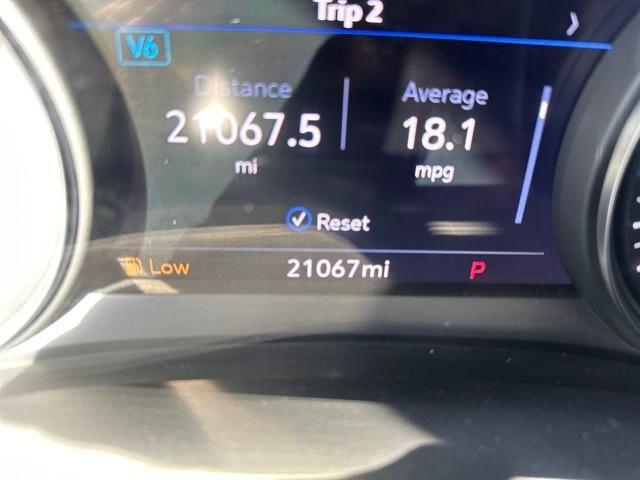 Trip 2
V6
Distance
Average
21067.5
18.1
mi
mpg
Reset
Low
21067mi
P